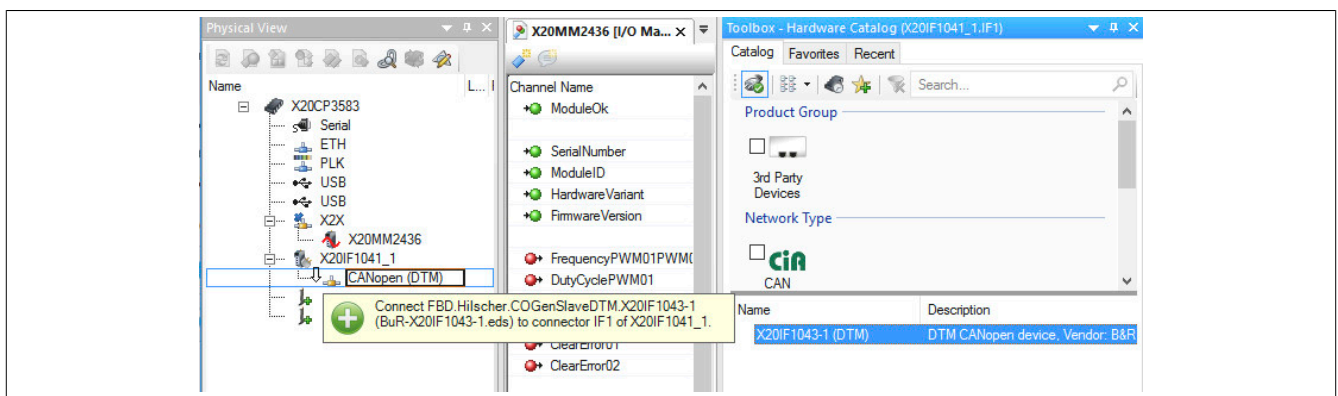 Physical View
Name
L...
X20CP3583
Serial
ETH
PLK
USB
USB
X2X
X20MM2436
X20IF1041_1
CANopen (DTM)
Connect FBD.Hilscher.COGenSlaveDTM.X20IF1043-1
(BuR-X20IF1043-1.eds) to connector IF1 of X20IF1041_1.
X20MM2436 [I/O Ma...
Channel Name
ModuleOk
SerialNumber
ModuleID
HardwareVariant
FirmwareVersion
FrequencyPWM01PWM0
DutyCyclePWM01
ClearError01
ClearError02
Toolbox - Hardware Catalog (X20IF1041_1.IF1)
Catalog Favorites Recent
Search...
Product Group
3rd Party
Devices
Network Type
CiA
CAN
Name Description
X20IF1043-1 (DTM) DTM CANopen device, Vendor: B&R